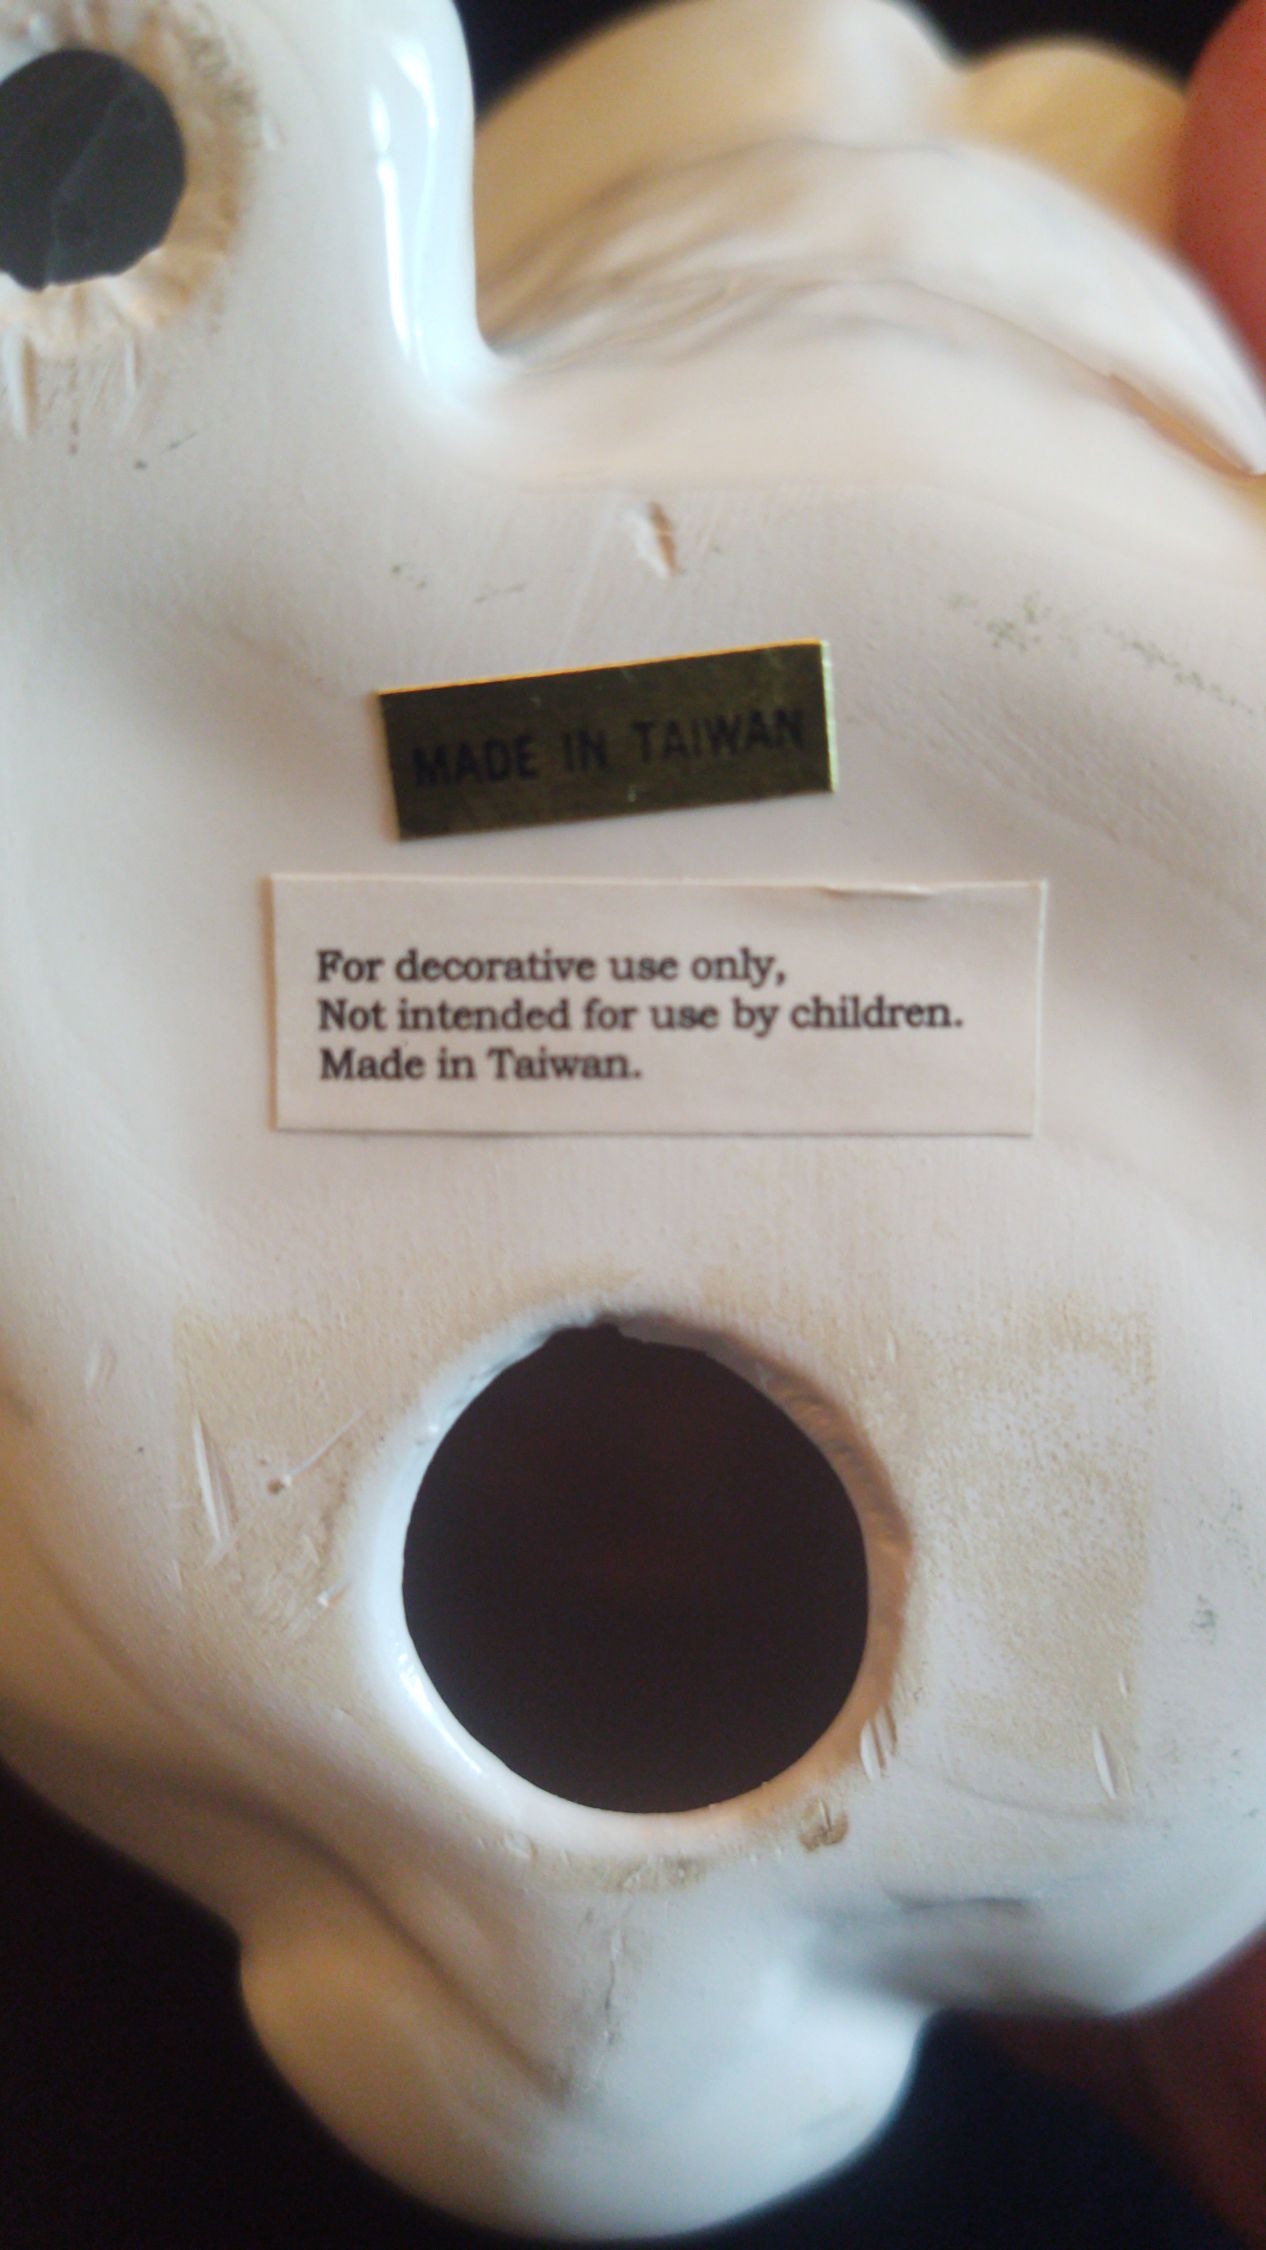 MADE IN TAIWAN
For decorative use only,
Not intended for use by children.
Made in Taiwan.